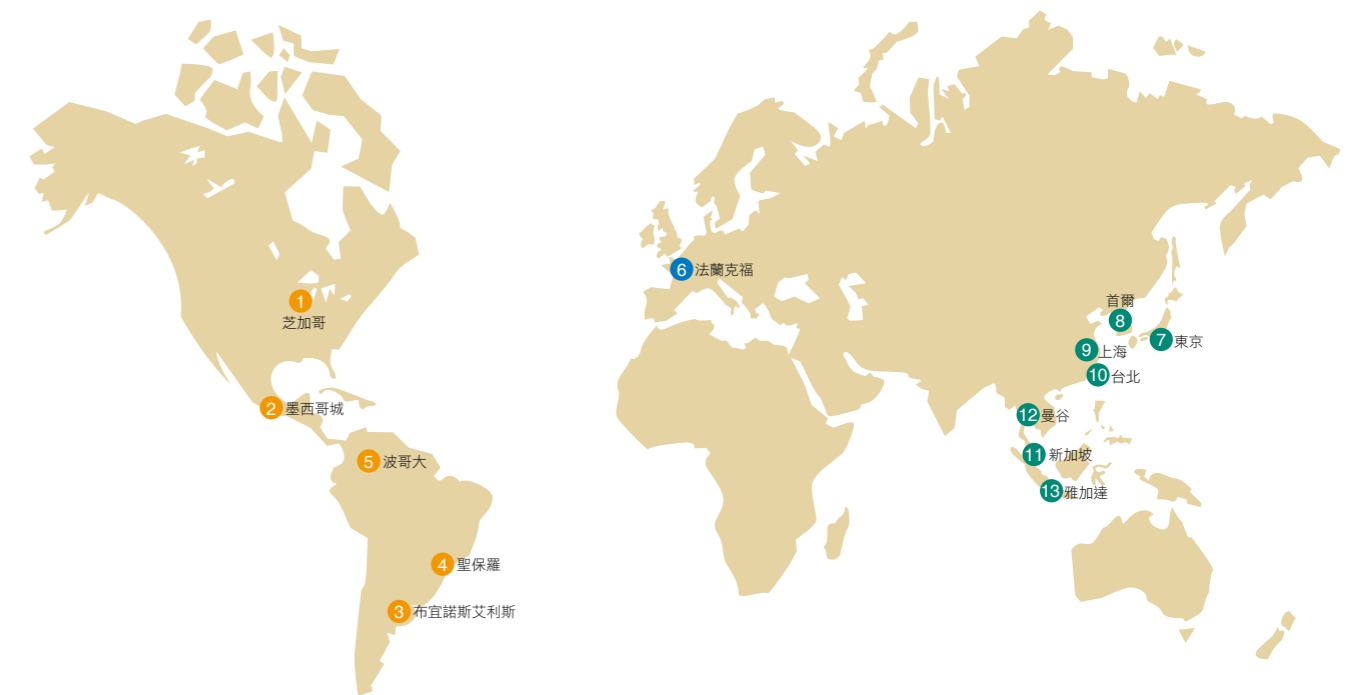 1
芝加哥
2 墨西哥城
5 波哥大
4 聖保羅
3 布宜諾斯艾利斯
6 法蘭克福
首爾
8
7 東京
9 上海
10 台北
12 曼谷
11 新加坡
13 雅加達